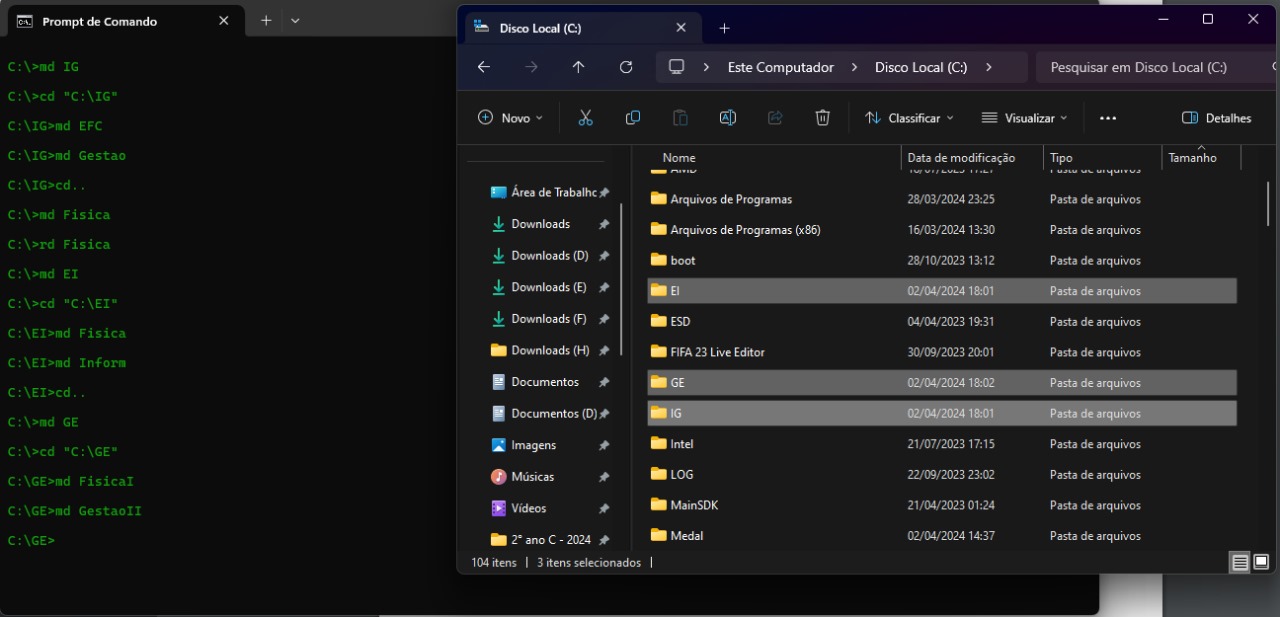 Prompt de Comando
C:\>md IG
C:\>cd "C:\IG"
C:\IG>md EFC
C:\IG>md Gestao
C:\IG>cd..
C:\>md Fisica
C:\>rd Fisica
C:\>md EI
C:\>cd "C:\EI"
C:\EI>md Fisica
C:\EI>md Inform
C:\EI>cd..
C:\>md GE
C:\>cd "C:\GE"
C:\GE>md FisicaI
C:\GE>md GestaoII
C:\GE>
Disco Local (C:)
Este Computador > Disco Local (C:) >
Pesquisar em Disco Local (C:)
Novo
Classificar
Visualizar
Detalhes
Área de Trabalho
Downloads
Downloads (D)
Downloads (E)
Downloads (F)
Downloads (H)
Documentos
Documentos (D)
Imagens
Músicas
Vídeos
2° ano C - 2024
Nome Data de modificação Tipo Tamanho
AMD Pasta de arquivos
Arquivos de Programas 28/03/2024 23:25 Pasta de arquivos
Arquivos de Programas (x86) 16/03/2024 13:30 Pasta de arquivos
boot 28/10/2023 13:12 Pasta de arquivos
EI 02/04/2024 18:01 Pasta de arquivos
ESD 04/04/2023 19:31 Pasta de arquivos
FIFA 23 Live Editor 30/09/2023 20:01 Pasta de arquivos
GE 02/04/2024 18:02 Pasta de arquivos
IG 02/04/2024 18:01 Pasta de arquivos
Intel 21/07/2023 17:15 Pasta de arquivos
LOG 22/09/2023 23:02 Pasta de arquivos
MainSDK 21/04/2023 01:24 Pasta de arquivos
Medal 02/04/2024 14:37 Pasta de arquivos
104 itens | 3 itens selecionados |